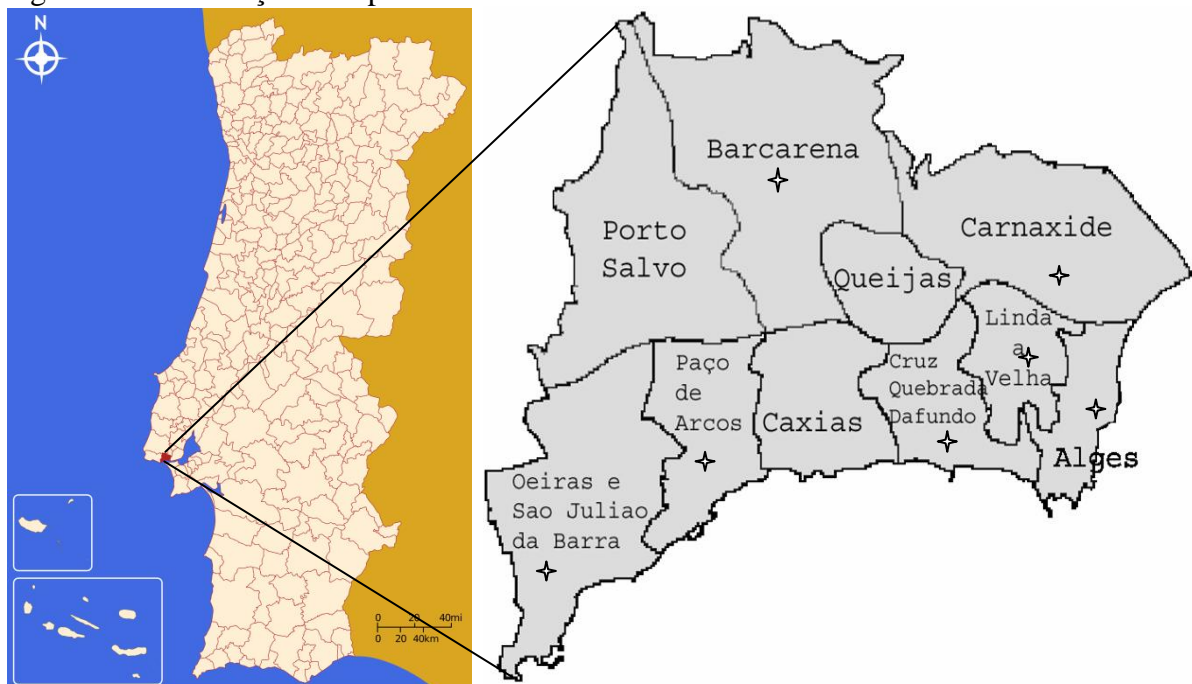 N
0 20 40mi
0 20 40km
Barcarena
Carnaxide
Porto
Salvo
Queijas
Linda
a
Velha
Paço
de
Arcos
Cruz
Quebrada
Dafundo
Caxias
Alges
Oeiras e
Sao Juliao
da Barra